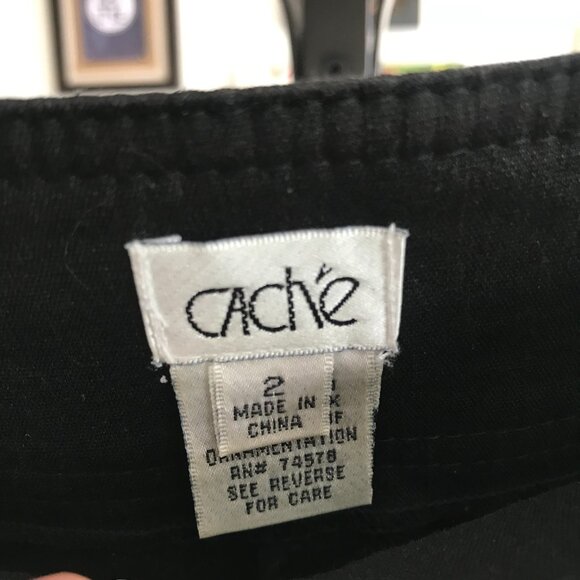 CAChé
2
MADE IN
CHINA
ORNAMENTATION
RN# 74578
SEE REVERSE
FOR CARE